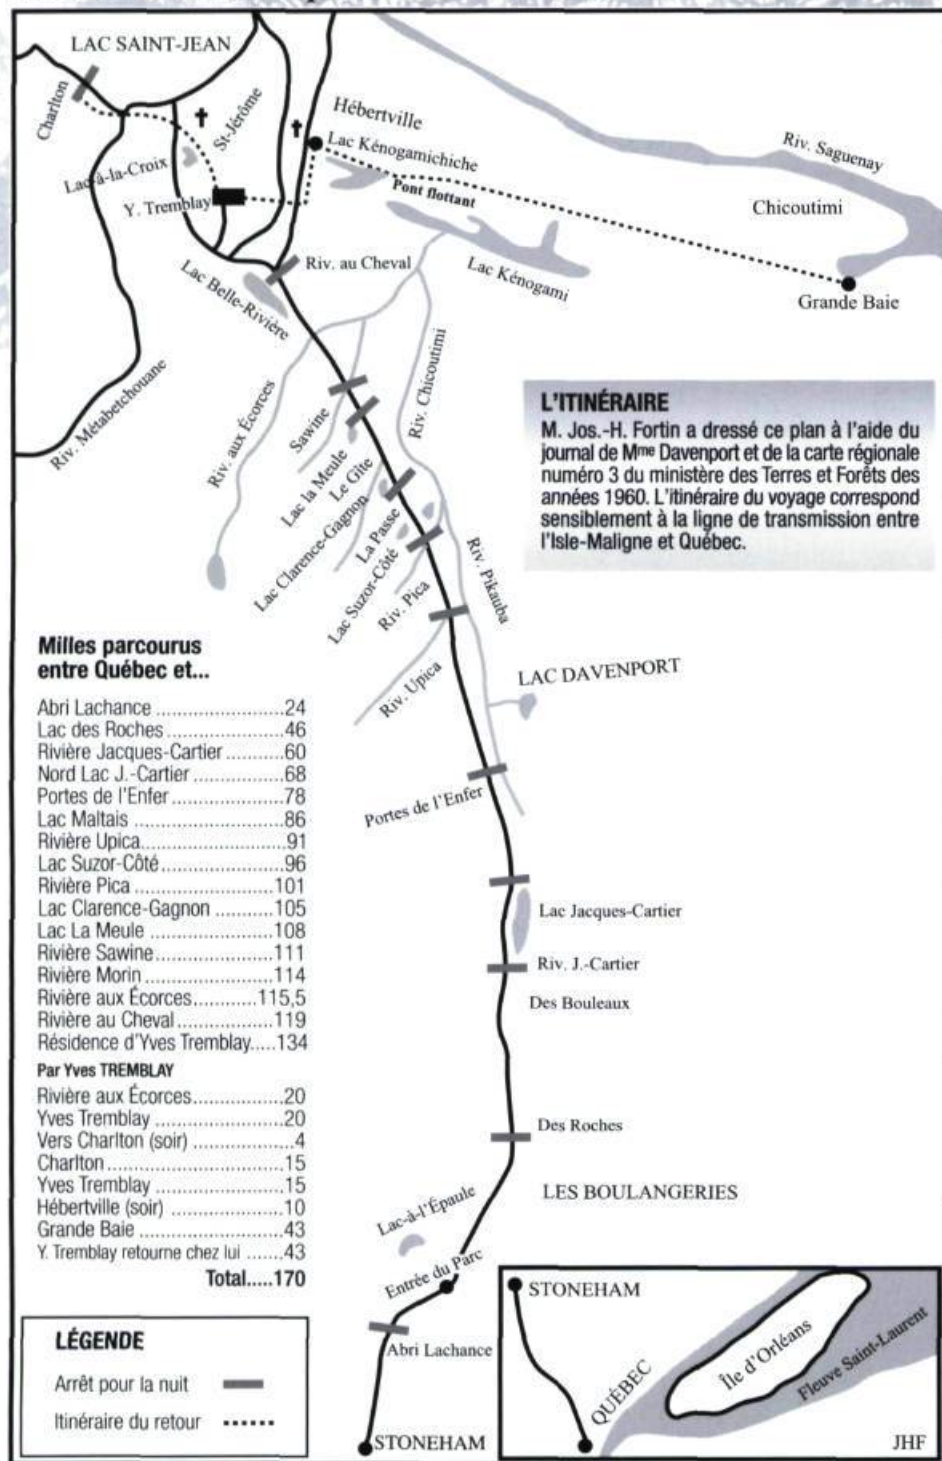 LAC SAINT-JEAN
Charlton
St-Jérôme
Hébertville
Lac Kénogamichiche
Riv. Saguenay
Lac-à-la-Croix
Pont flottant
Y. Tremblay
Chicoutimi
Riv. au Cheval
Lac Kénogami
Lac Belle-Rivière
Grande Baie
Riv. Métabetchouane
Riv. aux Écorces
Riv. Chicoutimi
Sawine
Lac la Meule
Le Gîte
Lac Clarence-Gagnon
La Passe
Lac Suzor-Côté
Riv. Pica
Riv. Pikauba
Riv. Upica
LAC DAVENPORT
Portes de l'Enfer
Lac Jacques-Cartier
Riv. J.-Cartier
Des Bouleaux
Des Roches
LES BOULANGERIES
Lac-à-l'Épaule
Entrée du Parc
Abri Lachance
STONEHAM
L'ITINÉRAIRE
M. Jos.-H. Fortin a dressé ce plan à l'aide du
journal de Mme Davenport et de la carte régionale
numéro 3 du ministère des Terres et Forêts des
années 1960. L'itinéraire du voyage correspond
sensiblement à la ligne de transmission entre
l'Isle-Maligne et Québec.
Milles parcourus
entre Québec et...
Abri Lachance ....................24
Lac des Roches ..................46
Rivière Jacques-Cartier ..........60
Nord Lac J.-Cartier ...............68
Portes de l'Enfer ..................78
Lac Maltais ........................86
Rivière Upica......................91
Lac Suzor-Côté...................96
Rivière Pica .....................101
Lac Clarence-Gagnon ..........105
Lac La Meule ...................108
Rivière Sawine..................111
Rivière Morin ...................114
Rivière aux Écorces............115,5
Rivière au Cheval...............119
Résidence d'Yves Tremblay.....134
Par Yves TREMBLAY
Rivière aux Écorces...............20
Yves Tremblay ....................20
Vers Charlton (soir) ................4
Charlton............................15
Yves Tremblay ....................15
Hébertville (soir) ..................10
Grande Baie .......................43
Y. Tremblay retourne chez lui .......43
Total.....170
LÉGENDE
Arrêt pour la nuit
Itinéraire du retour
STONEHAM
QUÉBEC
Île d'Orléans
Fleuve Saint-Laurent
JHF